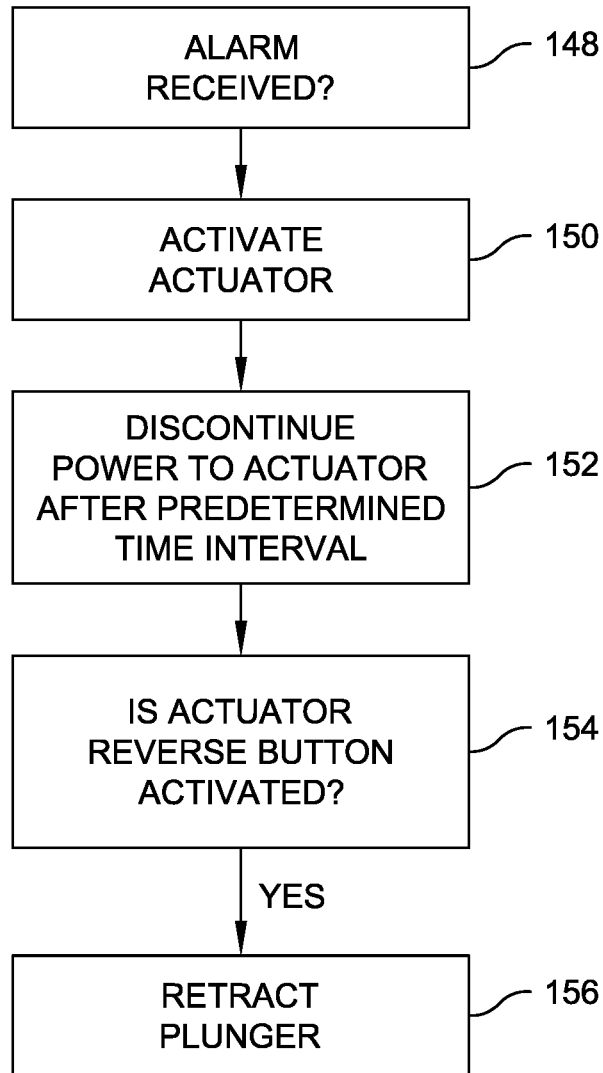 ALARM
RECEIVED?
148
ACTIVATE
ACTUATOR
150
DISCONTINUE
POWER TO ACTUATOR
AFTER PREDETERMINED
TIME INTERVAL
152
IS ACTUATOR
REVERSE BUTTON
ACTIVATED?
154
YES
RETRACT
PLUNGER
156